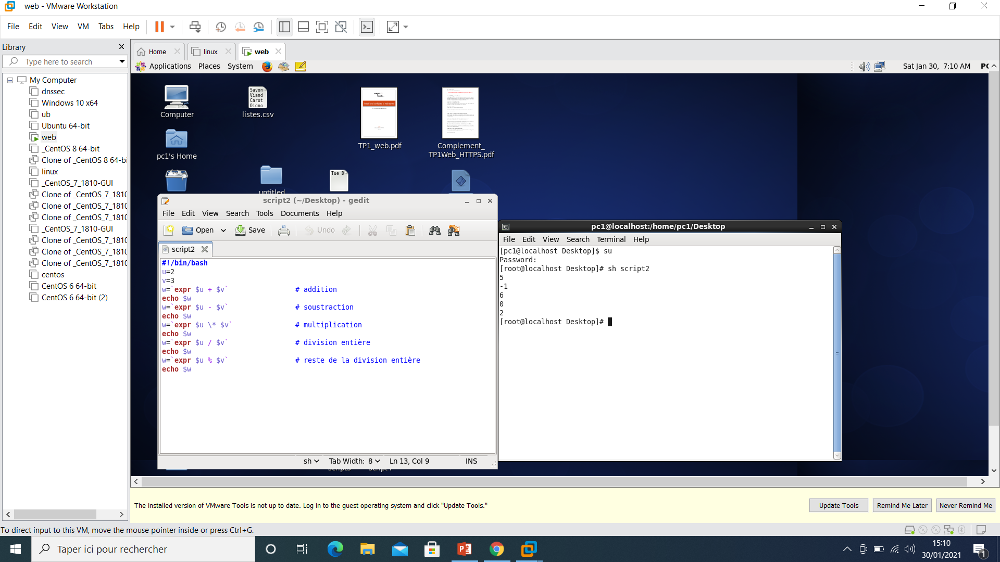 web - VMware Workstation
File Edit View VM Tabs Help
Library
Type here to search
My Computer
dnssec
Windows 10 x64
ub
Ubuntu 64-bit
web
_CentOS 8 64-bit
Clone of _CentOS 8 64-bi
linux
_CentOS_7_1810-GUI
Clone of _CentOS_7_1810
Clone of _CentOS_7_1810
Clone of _CentOS_7_1810
_CentOS_7_1810-GUI
Clone of _CentOS_7_1810
Clone of _CentOS_7_1810
Clone of _CentOS_7_1810
centos
CentOS 6 64-bit
CentOS 6 64-bit (2)
Home linux web
Applications Places System Sat Jan 30, 7:10 AM PC
Computer
pc1's Home
Savon
Viand
Carot
listes.csv
TP1_web.pdf
Complement_
TP1Web_HTTPS.pdf
untitled
Tue D
script2 (~/Desktop) - gedit
File Edit View Search Tools Documents Help
Open Save Undo
script2
#!/bin/bash
u=2
v=3
w=`expr $u + $v` # addition
echo $w
w=`expr $u - $v` # soustraction
echo $w
w=`expr $u \* $v` # multiplication
echo $w
w=`expr $u / $v` # division entière
echo $w
w=`expr $u % $v` # reste de la division entière
echo $w
sh Tab Width: 8 Ln 13, Col 9 INS
pc1@localhost:/home/pc1/Desktop
File Edit View Search Terminal Help
[pc1@localhost Desktop]$ su
Password:
[root@localhost Desktop]# sh script2
5
-1
6
0
2
[root@localhost Desktop]#
The installed version of VMware Tools is not up to date. Log in to the guest operating system and click "Update Tools."
Update Tools Remind Me Later Never Remind Me
To direct input to this VM, move the mouse pointer inside or press Ctrl+G.
Taper ici pour rechercher
15:10
30/01/2021
1